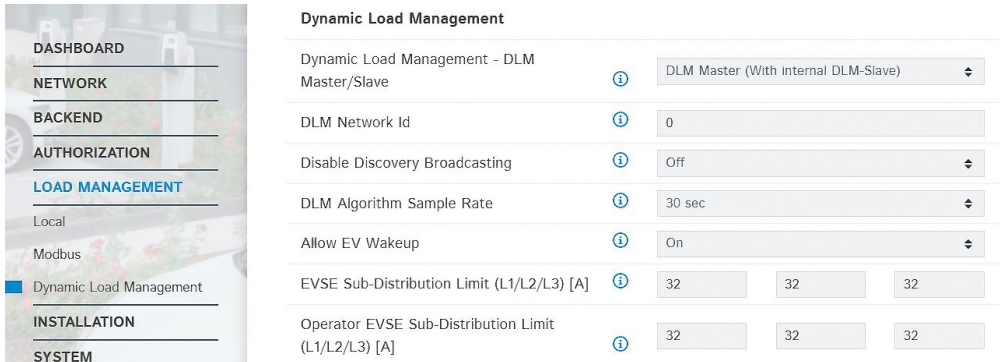 DASHBOARD
NETWORK
BACKEND
AUTHORIZATION
LOAD MANAGEMENT
Local
Modbus
Dynamic Load Management
INSTALLATION
SYSTEM
Dynamic Load Management
Dynamic Load Management - DLM
Master/Slave
DLM Master (With internal DLM-Slave)
DLM Network Id
0
Disable Discovery Broadcasting
Off
DLM Algorithm Sample Rate
30 sec
Allow EV Wakeup
On
EVSE Sub-Distribution Limit (L1/L2/L3) [A]
32 32 32
Operator EVSE Sub-Distribution Limit
(L1/L2/L3) [A]
32 32 32